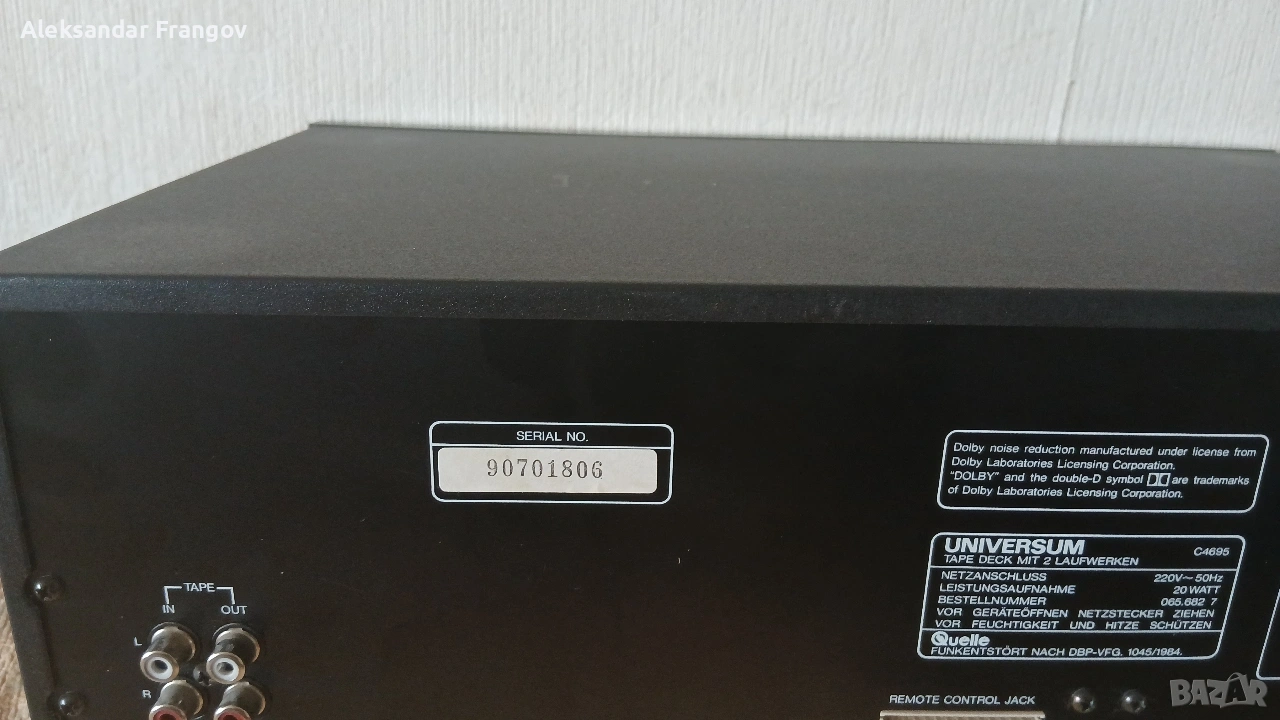 Aleksandar Frangov
SERIAL NO.
90701806
Dolby noise reduction manufactured under license from
Dolby Laboratories Licensing Corporation.
"DOLBY" and the double-D symbol are trademarks
of Dolby Laboratories Licensing Corporation.
UNIVERSUM C4695
TAPE DECK MIT 2 LAUFWERKEN
NETZANSCHLUSS 220V~50Hz
LEISTUNGSAUFNAHME 20 WATT
BESTELLNUMMER 065.682 7
VOR GERÄTEÖFFNEN NETZSTECKER ZIEHEN
VOR FEUCHTIGKEIT UND HITZE SCHÜTZEN
Quelle
FUNKENTSTÖRT NACH DBP-VFG. 1045/1984.
TAPE
IN OUT
L
R
REMOTE CONTROL JACK
BAZAR